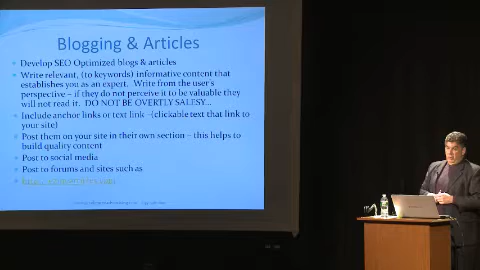 Blogging & Articles
Develop SEO Optimized blogs & articles
Write relevant, (to keywords) informative content that
establishes you as an expert. Write from the user's
perspective – if they do not perceive it to be valuable they
will not read it. DO NOT BE OVERTLY SALESY...
Include anchor links or text link –(clickable text that link to
your site)
Post them on your site in their own section – this helps to
build quality content
Post to social media
Post to forums and sites such as